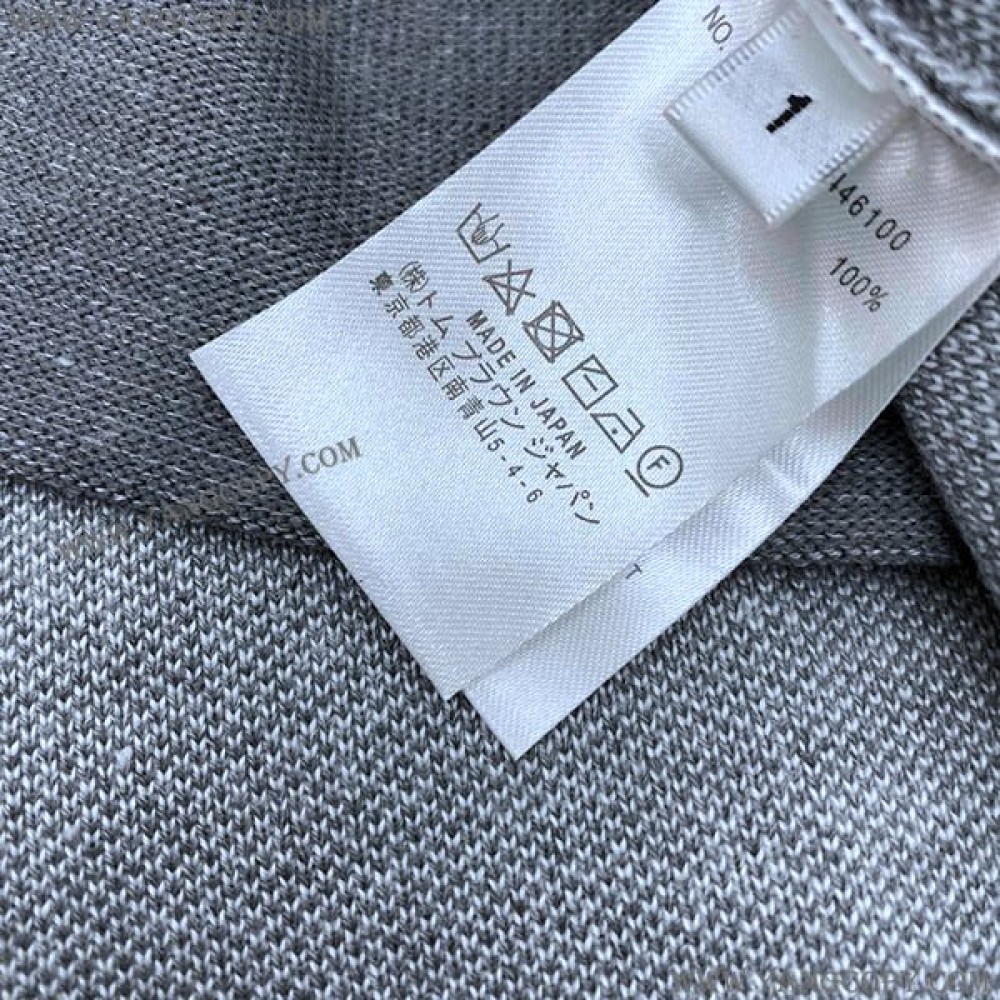 NO.
1
46100
100%
MADE IN JAPAN
(株)トム ブラウン ジャパン
東京都港区南青山5-4-6
F
T
Y.COM